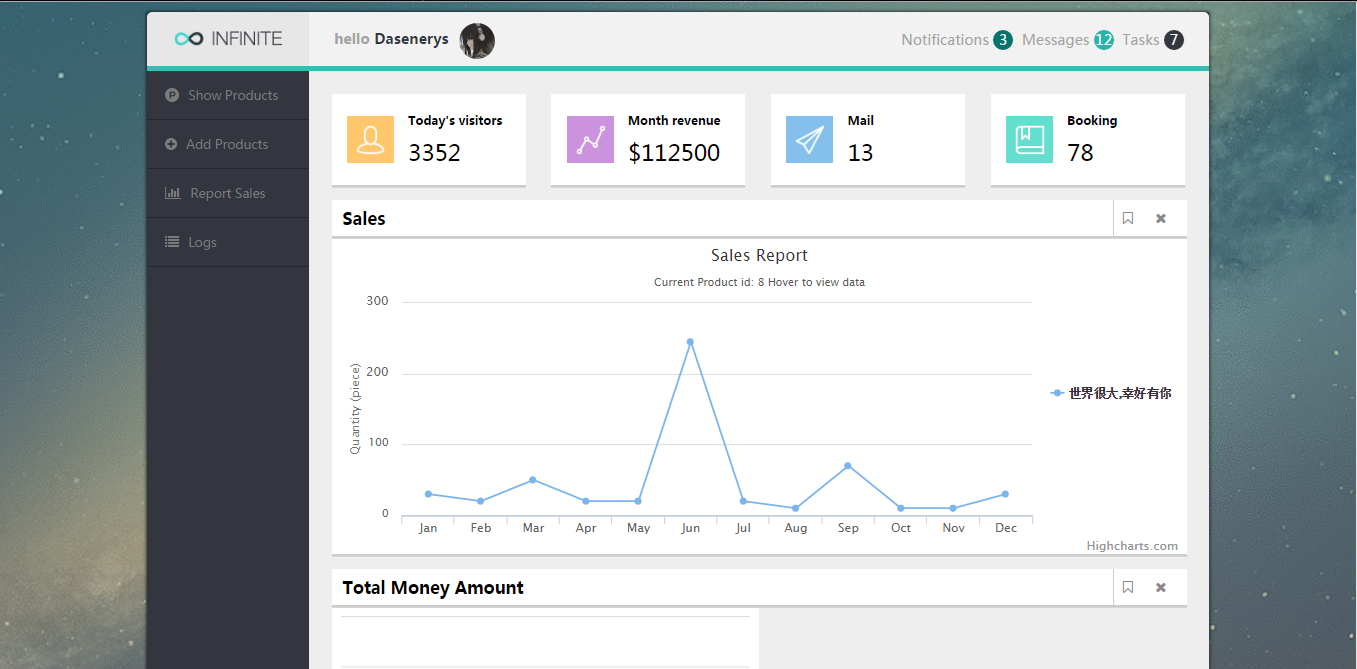 INFINITE
hello Dasenerys
Notifications 3 Messages 12 Tasks 7
P Show Products
Add Products
Report Sales
Logs
Today's visitors
3352
Month revenue
$112500
Mail
13
Booking
78
Sales
Sales Report
Current Product id: 8 Hover to view data
Quantity (piece)
300
200
100
0
Jan Feb Mar Apr May Jun Jul Aug Sep Oct Nov Dec
世界很大,幸好有你
Highcharts.com
Total Money Amount